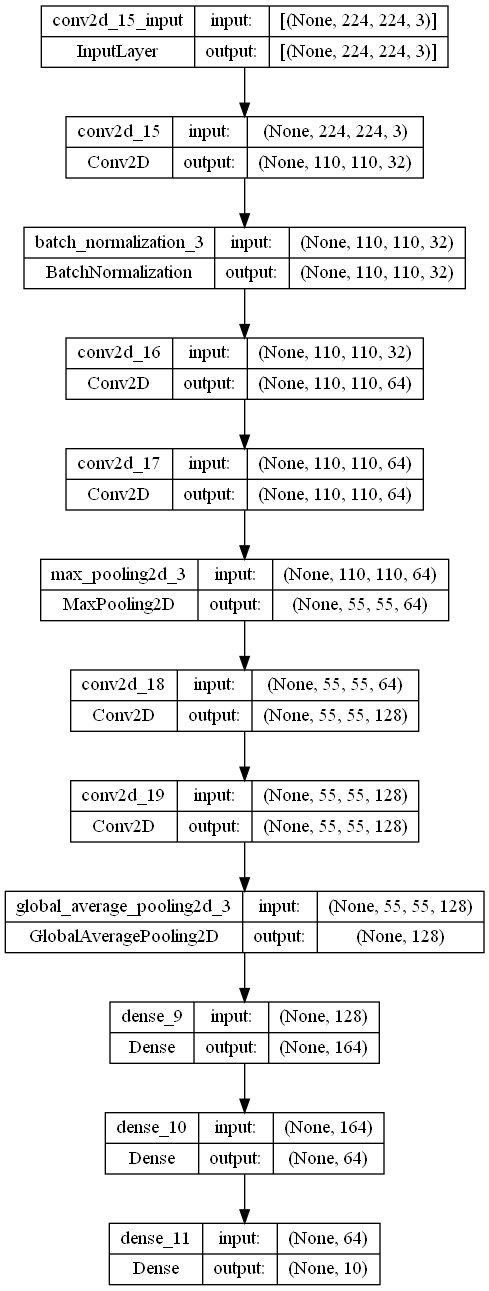 conv2d_15_input input: [(None, 224, 224, 3)]
InputLayer output: [(None, 224, 224, 3)]
conv2d_15 input: (None, 224, 224, 3)
Conv2D output: (None, 110, 110, 32)
batch_normalization_3 input: (None, 110, 110, 32)
BatchNormalization output: (None, 110, 110, 32)
conv2d_16 input: (None, 110, 110, 32)
Conv2D output: (None, 110, 110, 64)
conv2d_17 input: (None, 110, 110, 64)
Conv2D output: (None, 110, 110, 64)
max_pooling2d_3 input: (None, 110, 110, 64)
MaxPooling2D output: (None, 55, 55, 64)
conv2d_18 input: (None, 55, 55, 64)
Conv2D output: (None, 55, 55, 128)
conv2d_19 input: (None, 55, 55, 128)
Conv2D output: (None, 55, 55, 128)
global_average_pooling2d_3 input: (None, 55, 55, 128)
GlobalAveragePooling2D output: (None, 128)
dense_9 input: (None, 128)
Dense output: (None, 164)
dense_10 input: (None, 164)
Dense output: (None, 64)
dense_11 input: (None, 64)
Dense output: (None, 10)